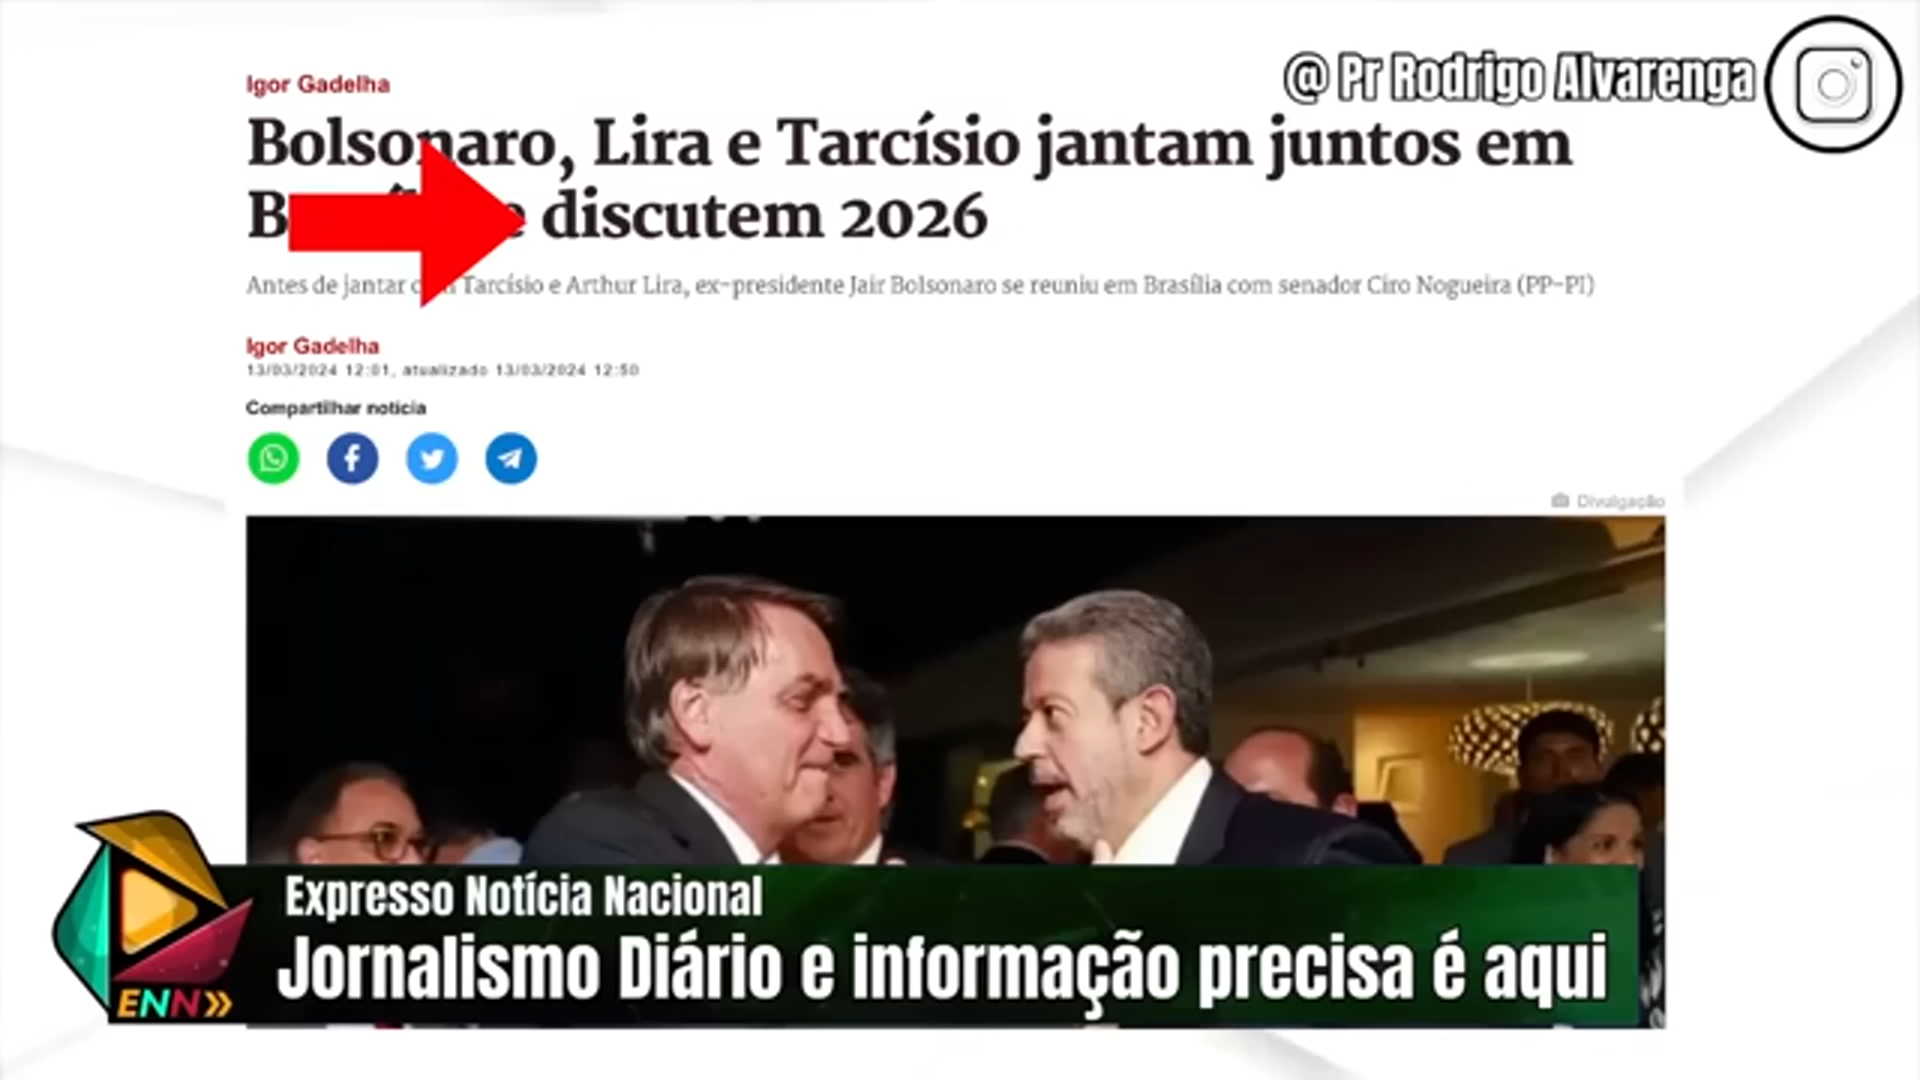 @ Pr Rodrigo Alvarenga
Igor Gadelha
Bolsonaro, Lira e Tarcísio jantam juntos em
e discutem 2026
Antes de jantar Tarcísio e Arthur Lira, ex-presidente Jair Bolsonaro se reuniu em Brasília com senador Ciro Nogueira (PP-PI)
Igor Gadelha
13/03/2024 12:01, atualizado 13/03/2024 12:50
Compartilhar notícia
Divulgação
Expresso Notícia Nacional
Jornalismo Diário e informação precisa é aqui
ENN